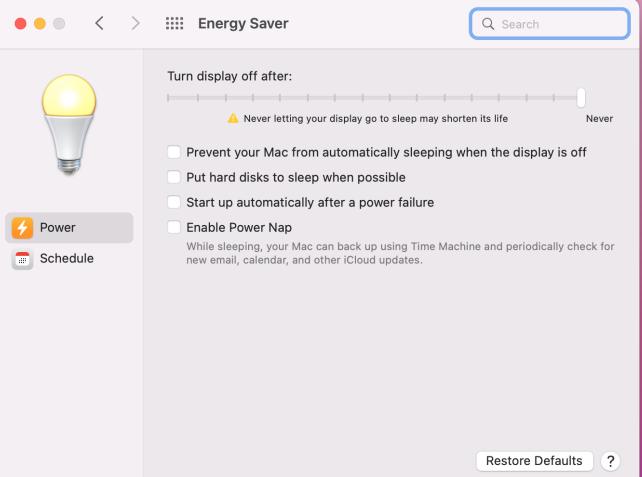 Energy Saver
Search
Turn display off after:
Never letting your display go to sleep may shorten its life
Never
Prevent your Mac from automatically sleeping when the display is off
Put hard disks to sleep when possible
Start up automatically after a power failure
Enable Power Nap
While sleeping, your Mac can back up using Time Machine and periodically check for
new email, calendar, and other iCloud updates.
Power
Schedule
Restore Defaults
?